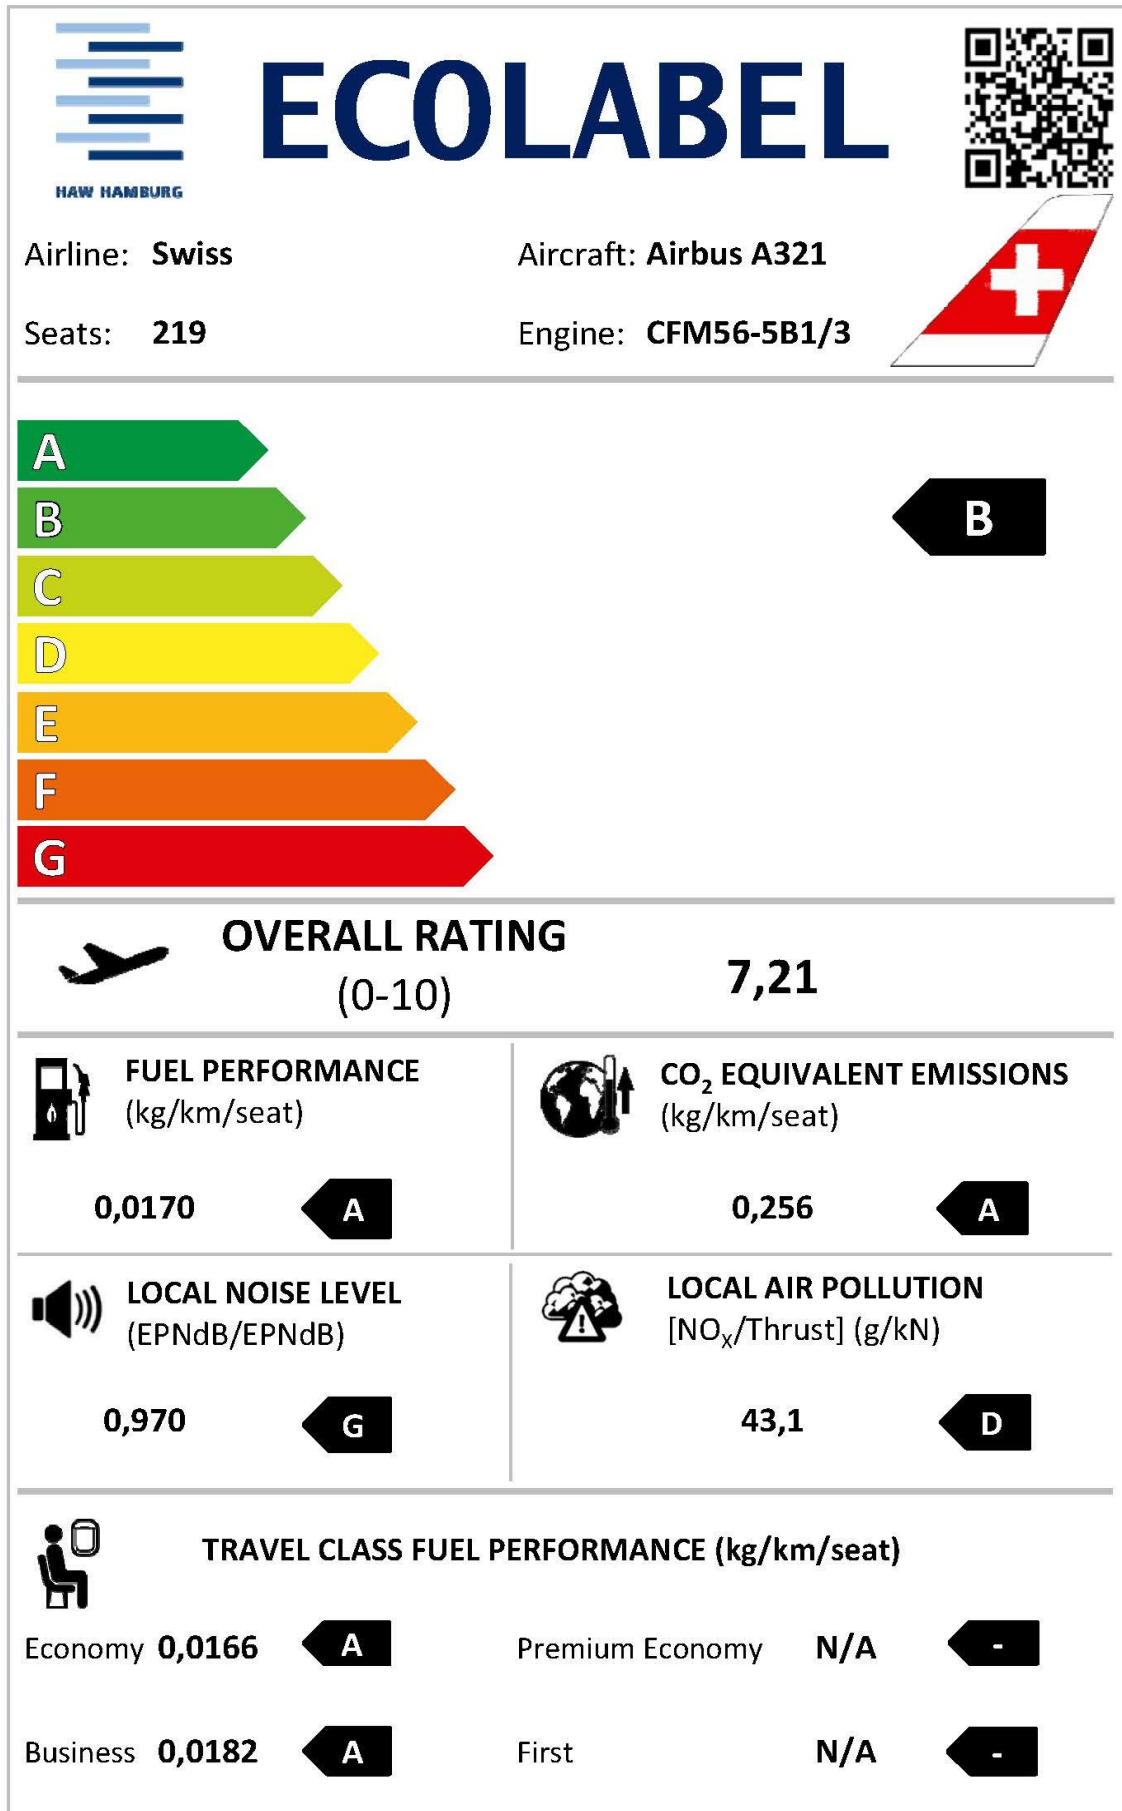 HAW HAMBURG
ECOLABEL
Airline: Swiss
Aircraft: Airbus A321
Seats: 219
Engine: CFM56-5B1/3
A
B
B
C
D
E
F
G
OVERALL RATING
(0-10)
7,21
FUEL PERFORMANCE
(kg/km/seat)
0,0170 A
CO₂ EQUIVALENT EMISSIONS
(kg/km/seat)
0,256 A
LOCAL NOISE LEVEL
(EPNdB/EPNdB)
0,970 G
LOCAL AIR POLLUTION
[NOₓ/Thrust] (g/kN)
43,1 D
TRAVEL CLASS FUEL PERFORMANCE (kg/km/seat)
Economy 0,0166 A
Premium Economy N/A -
Business 0,0182 A
First N/A -